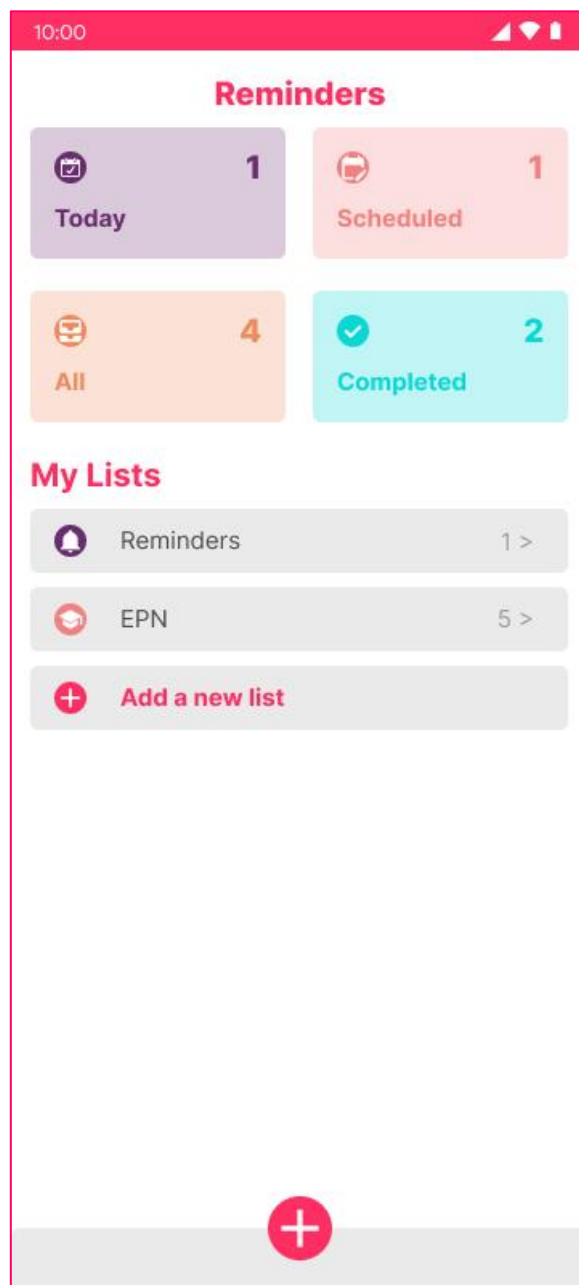 10:00
Reminders
1
Today
1
Scheduled
4
All
2
Completed
My Lists
Reminders 1 >
EPN 5 >
Add a new list